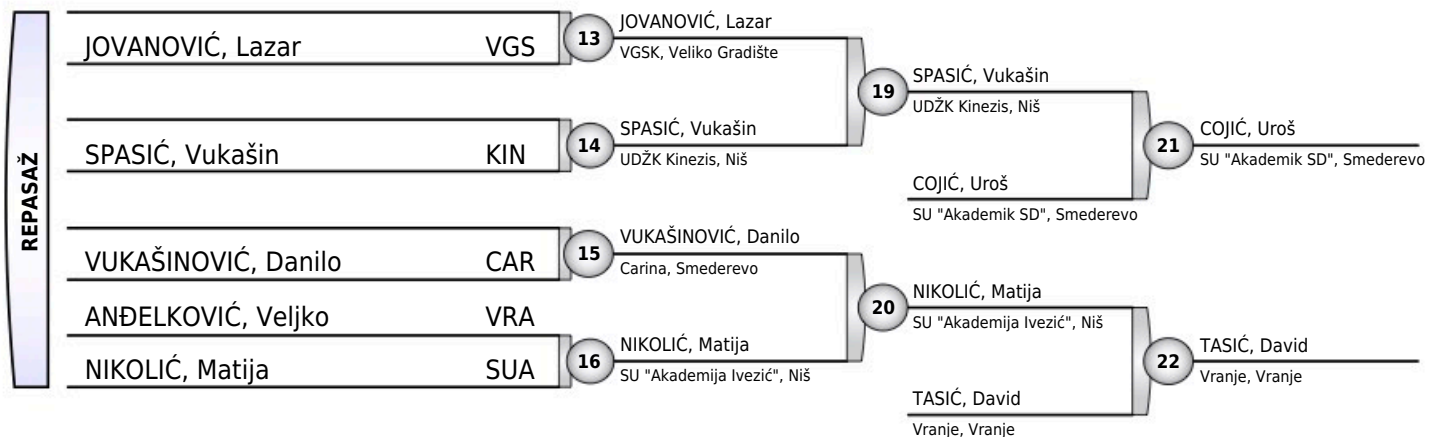 REPASAŽ
JOVANOVIĆ, Lazar VGS
13
JOVANOVIĆ, Lazar
VGSK, Veliko Gradište
SPASIĆ, Vukašin KIN
14
SPASIĆ, Vukašin
UDŽK Kinezis, Niš
19
SPASIĆ, Vukašin
UDŽK Kinezis, Niš
COJIĆ, Uroš
SU "Akademik SD", Smederevo
21
COJIĆ, Uroš
SU "Akademik SD", Smederevo
VUKAŠINOVIĆ, Danilo CAR
15
VUKAŠINOVIĆ, Danilo
Carina, Smederevo
ANĐELKOVIĆ, Veljko VRA
NIKOLIĆ, Matija SUA
16
NIKOLIĆ, Matija
SU "Akademija Ivezić", Niš
20
NIKOLIĆ, Matija
SU "Akademija Ivezić", Niš
TASIĆ, David
Vranje, Vranje
22
TASIĆ, David
Vranje, Vranje